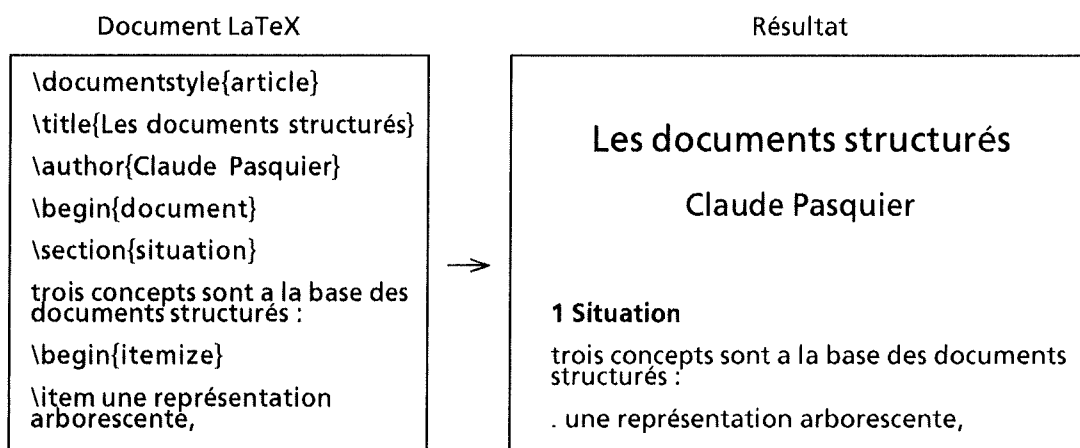 Document LaTeX
\documentstyle{article}
\title{Les documents structurés}
\author{Claude Pasquier}
\begin{document}
\section{situation}
trois concepts sont a la base des
documents structurés :
\begin{itemize}
\item une représentation
arborescente,
Résultat
Les documents structurés
Claude Pasquier
1 Situation
trois concepts sont a la base des documents
structurés :
. une représentation arborescente,